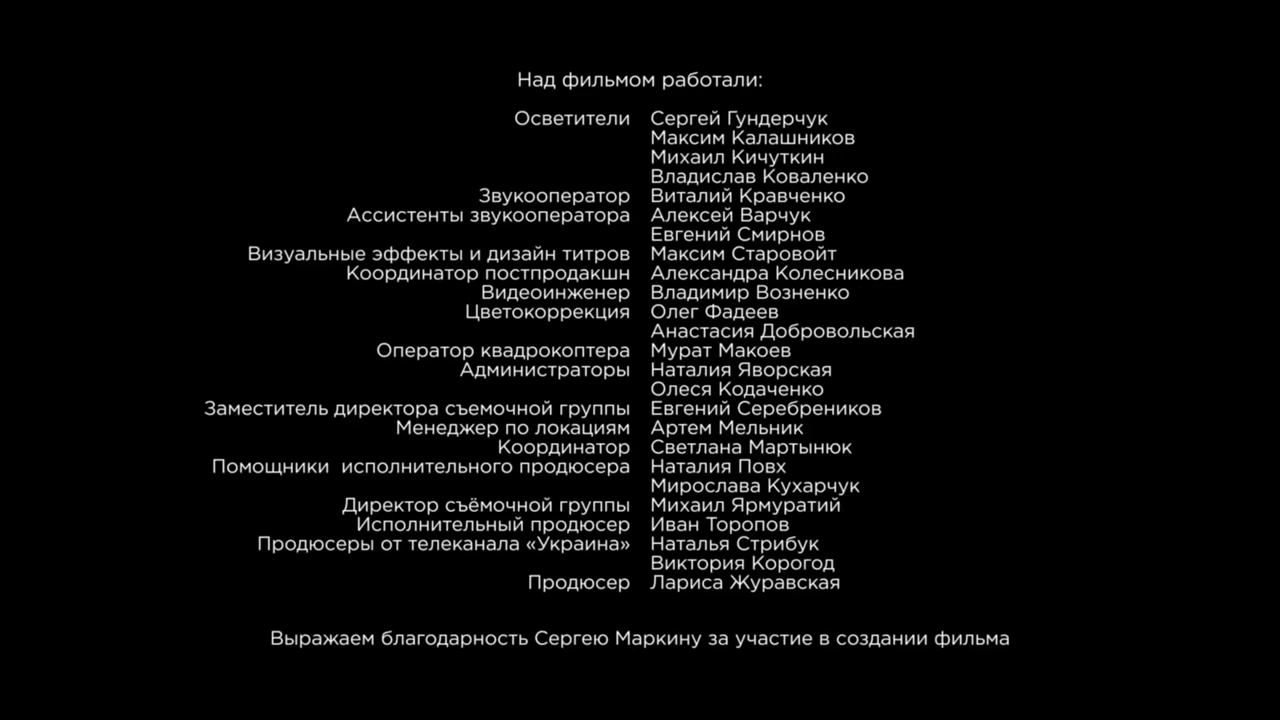 Над фильмом работали:
Осветители Сергей Гундерчук
Максим Калашников
Михаил Кичуткин
Владислав Коваленко
Звукооператор Виталий Кравченко
Ассистенты звукооператора Алексей Варчук
Евгений Смирнов
Визуальные эффекты и дизайн титров Максим Старовойт
Координатор постпродакшн Александра Колесникова
Видеоинженер Владимир Возненко
Цветокоррекция Олег Фадеев
Анастасия Добровольская
Оператор квадрокоптера Мурат Макоев
Администраторы Наталия Яворская
Олеся Кодаченко
Заместитель директора съемочной группы Евгений Серебреников
Менеджер по локациям Артем Мельник
Координатор Светлана Мартынюк
Помощники  исполнительного продюсера Наталия Повх
Мирослава Кухарчук
Директор съёмочной группы Михаил Ярмуратий
Исполнительный продюсер Иван Торопов
Продюсеры от телеканала «Украина» Наталья Стрибук
Виктория Корогод
Продюсер Лариса Журавская
Выражаем благодарность Сергею Маркину за участие в создании фильма